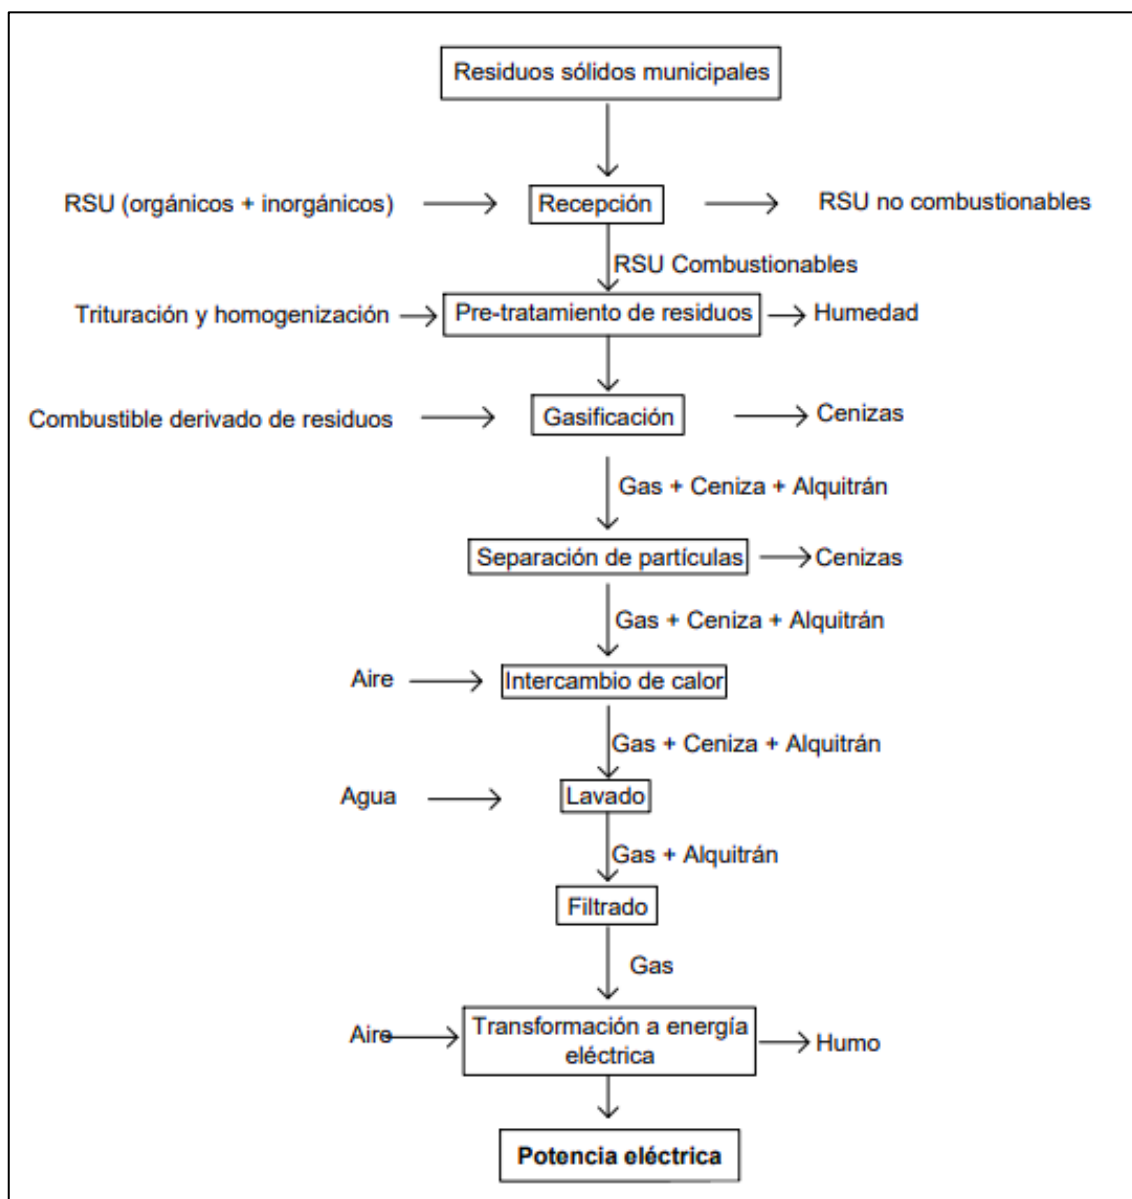 Residuos sólidos municipales
RSU (orgánicos + inorgánicos)
Recepción
RSU no combustionables
RSU Combustionables
Trituración y homogenización
Pre-tratamiento de residuos
Humedad
Combustible derivado de residuos
Gasificación
Cenizas
Gas + Ceniza + Alquitrán
Separación de partículas
Cenizas
Gas + Ceniza + Alquitrán
Aire
Intercambio de calor
Gas + Ceniza + Alquitrán
Agua
Lavado
Gas + Alquitrán
Filtrado
Gas
Aire
Transformación a energía
eléctrica
Humo
Potencia eléctrica